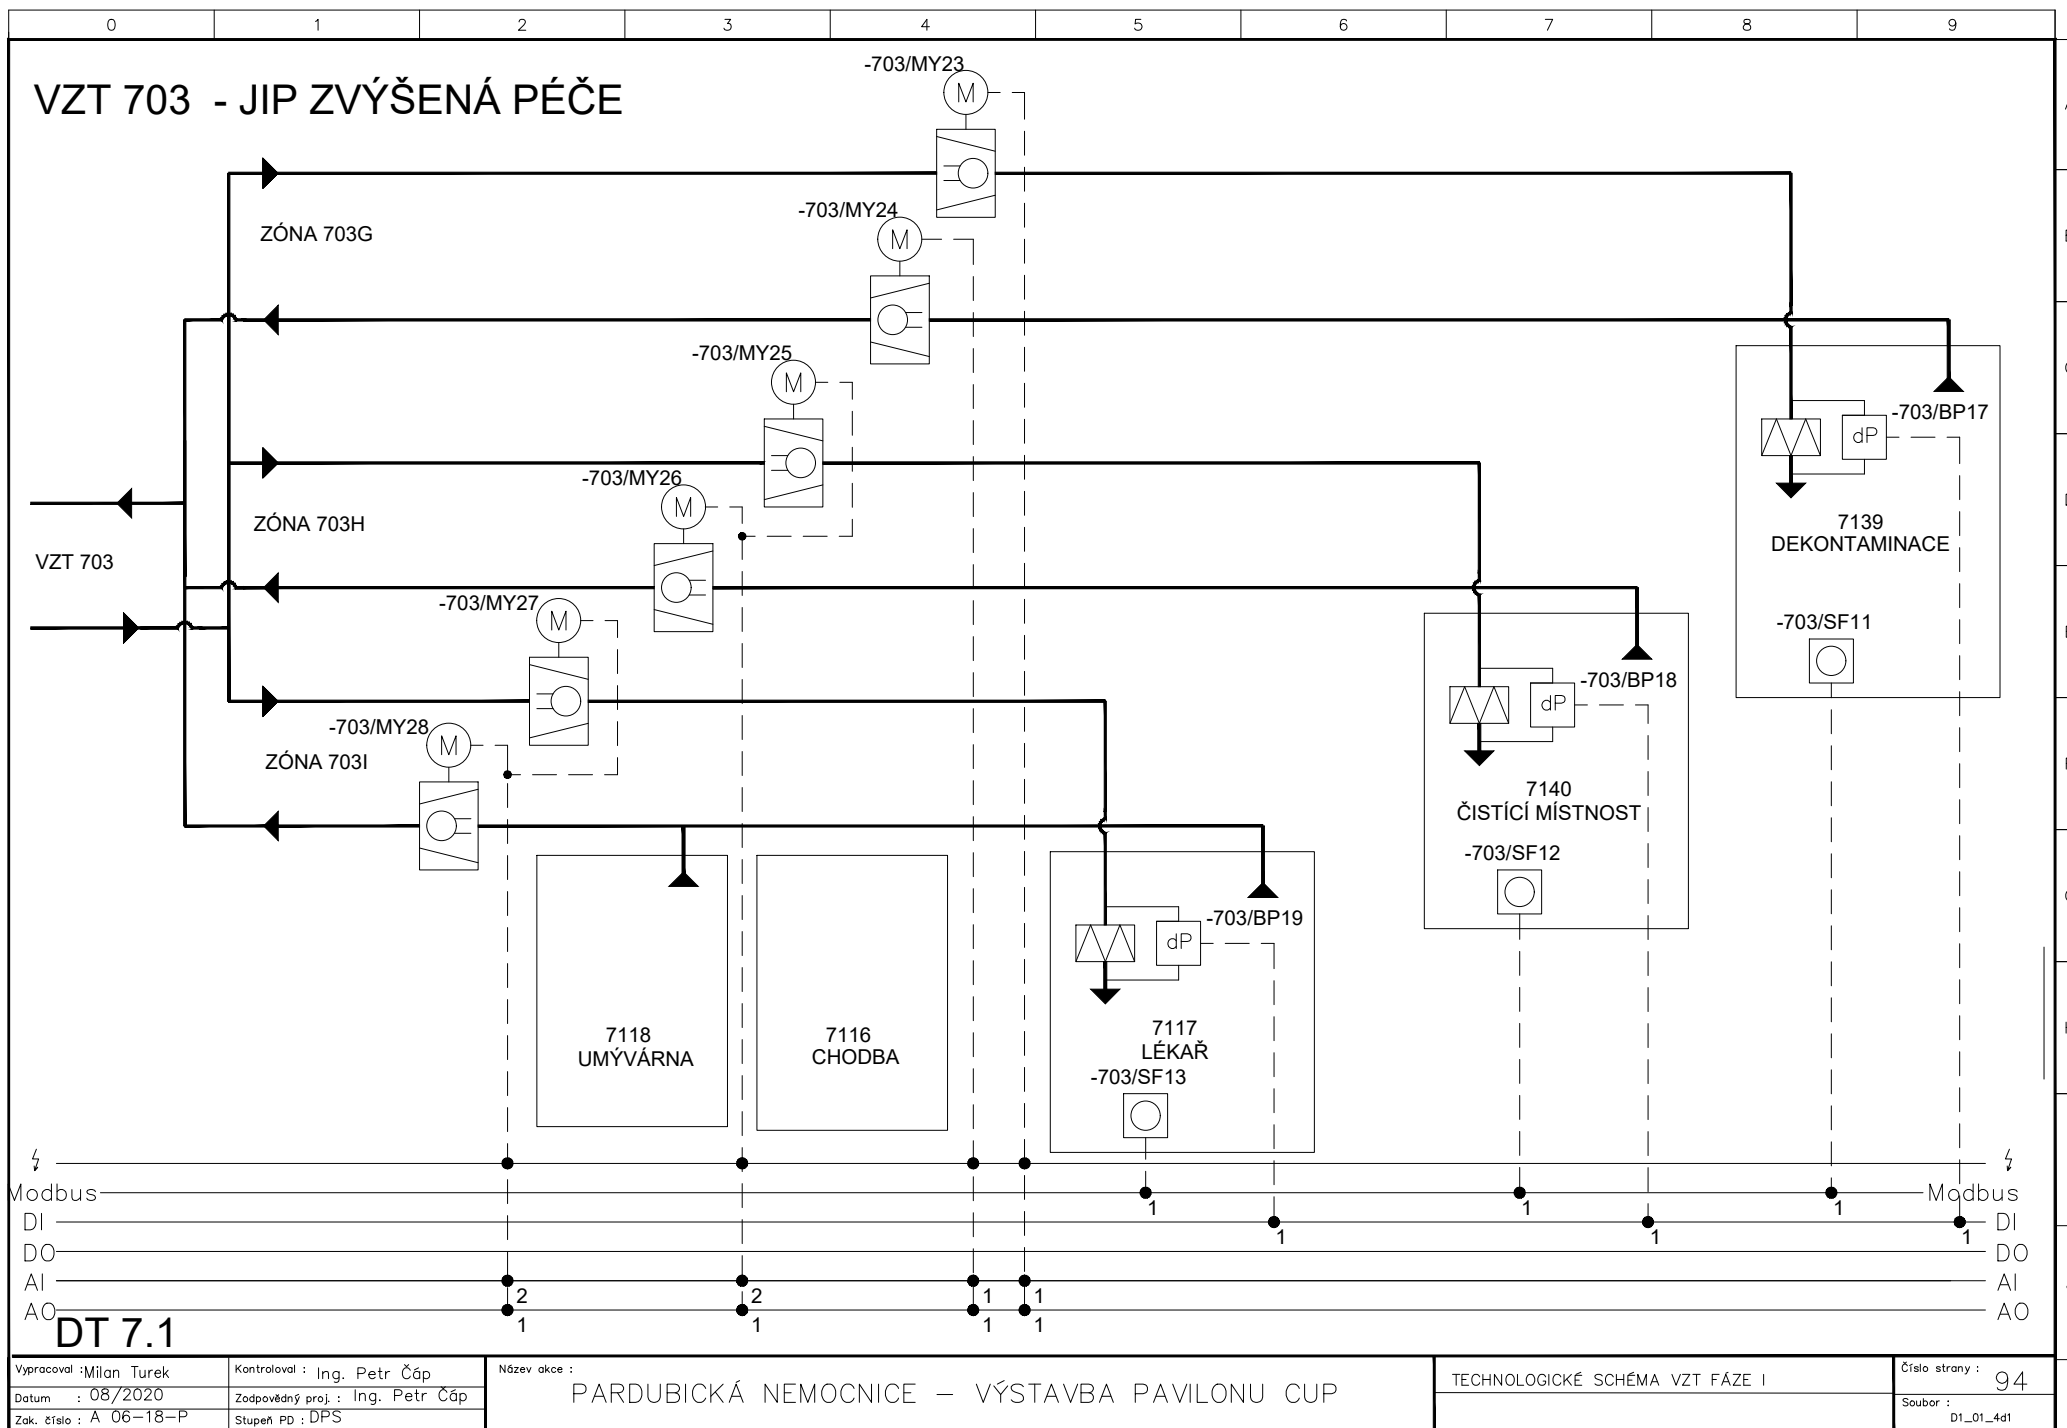 0 1 2 3 4 5 6 7 8 9
VZT 703 - JIP ZVÝŠENÁ PÉČE
-703/MY23
M
ZÓNA 703G
-703/MY24
M
-703/MY25
M
-703/BP17
dP
-703/MY26
M
ZÓNA 703H
7139
DEKONTAMINACE
VZT 703
-703/MY27
M
-703/SF11
-703/BP18
dP
-703/MY28
M
ZÓNA 703I
7140
ČISTÍCÍ MÍSTNOST
-703/SF12
-703/BP19
dP
7118
UMÝVÁRNA
7116
CHODBA
7117
LÉKAŘ
-703/SF13
Modbus 1 1 1 Modbus
DI 1 1 1 DI
DO DO
AI 2 2 1 1 AI
AO 1 1 1 1 AO
DT 7.1
Vypracoval : Milan Turek
Datum : 08/2020
Zak. číslo : A 06-18-P
Kontroloval : Ing. Petr Čáp
Zodpovědný proj. : Ing. Petr Čáp
Stupeň PD : DPS
Název akce :
PARDUBICKÁ NEMOCNICE – VÝSTAVBA PAVILONU CUP
TECHNOLOGICKÉ SCHÉMA VZT FÁZE I
Číslo strany : 94
Soubor : D1_01_4d1